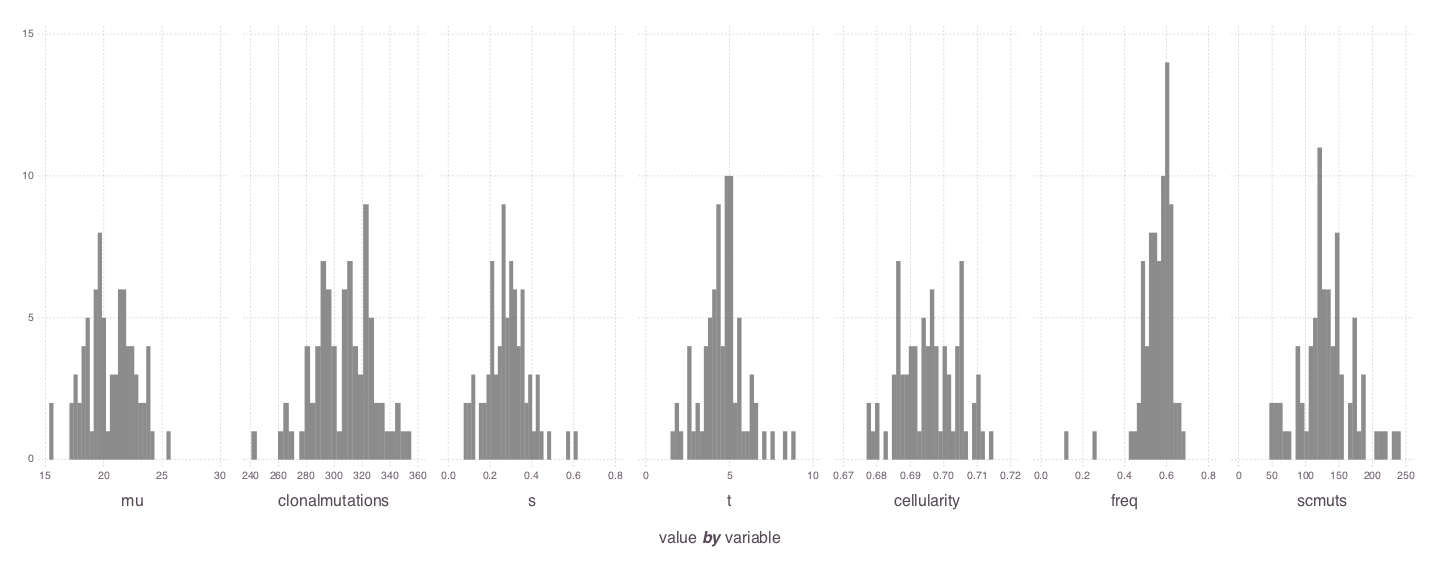 15
10
5
0
15 20 25 30 240 260 280 300 320 340 360 0.0 0.2 0.4 0.6 0.8 0 5 10 0.67 0.68 0.69 0.70 0.71 0.72 0.0 0.2 0.4 0.6 0.8 0 50 100 150 200 250
mu clonalmutations s t cellularity freq scmuts
value by variable